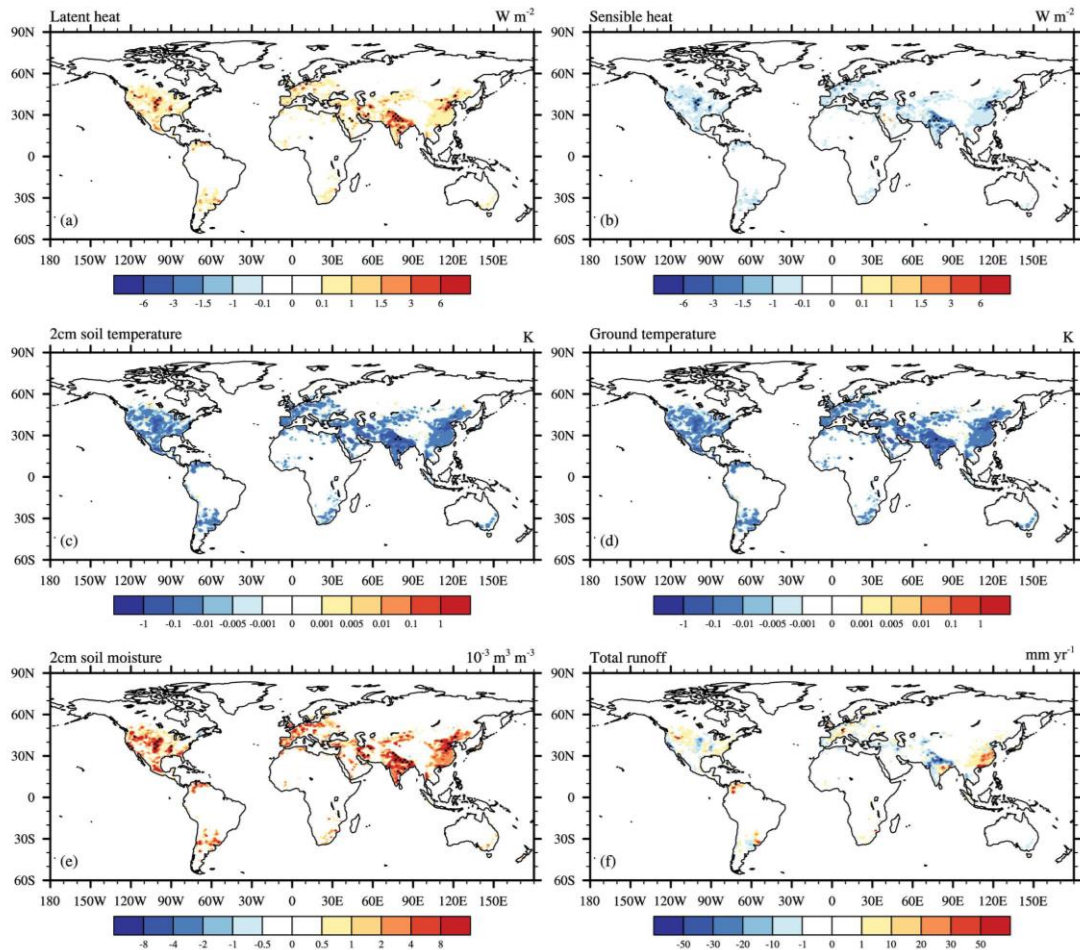 Latent heat W m-2
90N
60N
30N
0
30S
60S
(a)
180 150W 120W 90W 60W 30W 0 30E 60E 90E 120E 150E
-6 -3 -1.5 -1 -0.1 0 0.1 1 1.5 3 6
Sensible heat W m-2
90N
60N
30N
0
30S
60S
(b)
180 150W 120W 90W 60W 30W 0 30E 60E 90E 120E 150E
-6 -3 -1.5 -1 -0.1 0 0.1 1 1.5 3 6
2cm soil temperature K
90N
60N
30N
0
30S
60S
(c)
180 150W 120W 90W 60W 30W 0 30E 60E 90E 120E 150E
-1 -0.1 -0.01 -0.005 -0.001 0 0.001 0.005 0.01 0.1 1
Ground temperature K
90N
60N
30N
0
30S
60S
(d)
180 150W 120W 90W 60W 30W 0 30E 60E 90E 120E 150E
-1 -0.1 -0.01 -0.005 -0.001 0 0.001 0.005 0.01 0.1 1
2cm soil moisture 10-3 m3 m-3
90N
60N
30N
0
30S
60S
(e)
180 150W 120W 90W 60W 30W 0 30E 60E 90E 120E 150E
-8 -4 -2 -1 -0.5 0 0.5 1 2 4 8
Total runoff mm yr-1
90N
60N
30N
0
30S
60S
(f)
180 150W 120W 90W 60W 30W 0 30E 60E 90E 120E 150E
-50 -30 -20 -10 -1 0 1 10 20 30 50